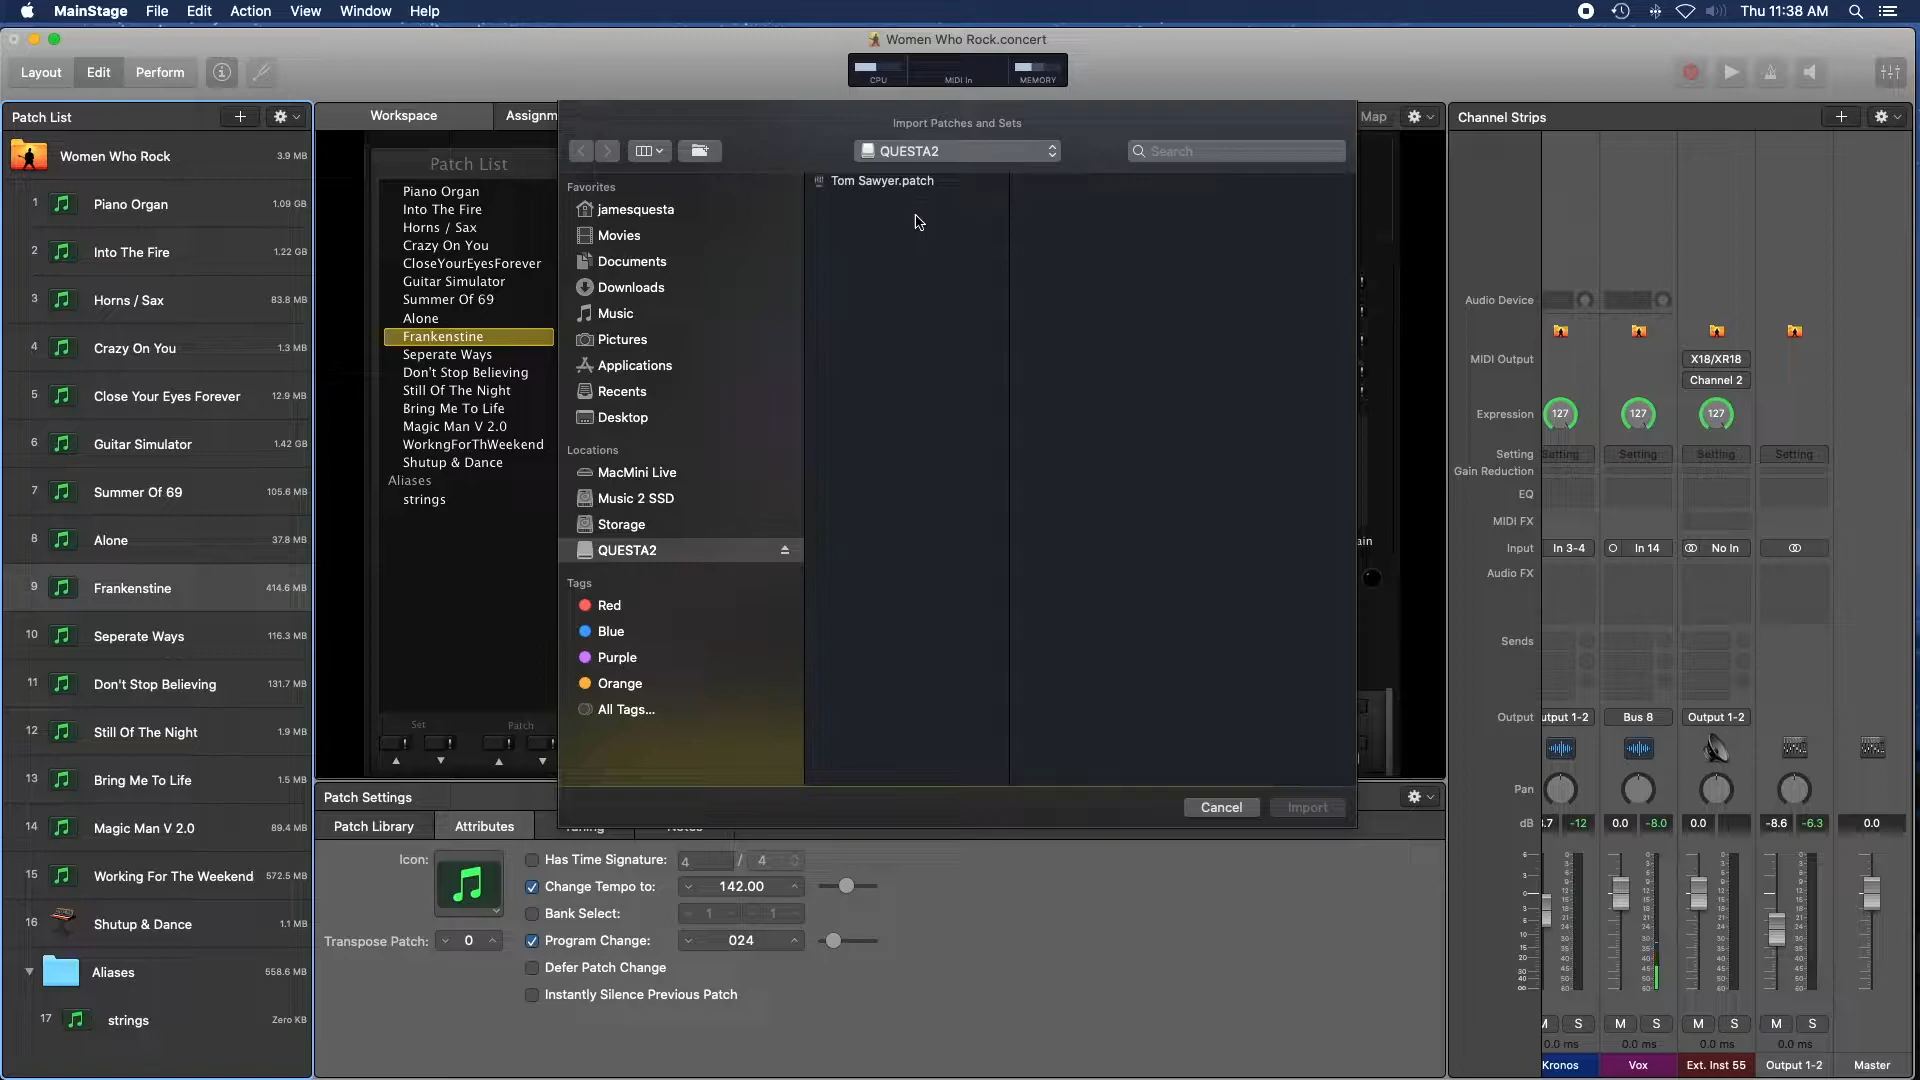 MainStage File Edit Action View Window Help
Thu 11:38 AM
Women Who Rock.concert
Layout Edit Perform
CPU MIDI In MEMORY
Patch List
Women Who Rock 3.9 MB
1 Piano Organ 1.09 GB
2 Into The Fire 1.22 GB
3 Horns / Sax 83.8 MB
4 Crazy On You 1.3 MB
5 Close Your Eyes Forever 12.9 MB
6 Guitar Simulator 1.42 GB
7 Summer Of 69 105.6 MB
8 Alone 37.8 MB
9 Frankenstine 414.6 MB
10 Seperate Ways 116.3 MB
11 Don't Stop Believing 131.7 MB
12 Still Of The Night 1.9 MB
13 Bring Me To Life 1.5 MB
14 Magic Man V 2.0 89.4 MB
15 Working For The Weekend 572.5 MB
16 Shutup & Dance 1.1 MB
Aliases 558.6 MB
17 strings Zero KB
Workspace Assignm
Map
Patch List
Piano Organ
Into The Fire
Horns / Sax
Crazy On You
CloseYourEyesForever
Guitar Simulator
Summer Of 69
Alone
Frankenstine
Seperate Ways
Don't Stop Believing
Still Of The Night
Bring Me To Life
Magic Man V 2.0
WorkngForThWeekend
Shutup & Dance
Aliases
strings
Set Patch
Import Patches and Sets
QUESTA2
Search
Favorites
jamesquesta
Movies
Documents
Downloads
Music
Pictures
Applications
Recents
Desktop
Locations
MacMini Live
Music 2 SSD
Storage
QUESTA2
Tags
Red
Blue
Purple
Orange
All Tags...
Tom Sawyer.patch
Cancel Import
ain
Patch Settings
Patch Library Attributes Tuning Notes
Icon:
Transpose Patch: 0
Has Time Signature: 4 / 4
Change Tempo to: 142.00
Bank Select: 1 1
Program Change: 024
Defer Patch Change
Instantly Silence Previous Patch
Channel Strips
Audio Device
MIDI Output X18/XR18
Channel 2
Expression 127 127 127
Setting Setting Setting Setting Setting
Gain Reduction
EQ
MIDI FX
Input In 3-4 In 14 No In
Audio FX
Sends
Output utput 1-2 Bus 8 Output 1-2
Pan
dB 3.7 -12 0.0 -8.0 0.0 -8.6 -6.3 0.0
M S M S M S M S
0.0 ms 0.0 ms 0.0 ms 0.0 ms
Kronos Vox Ext. Inst 55 Output 1-2 Master